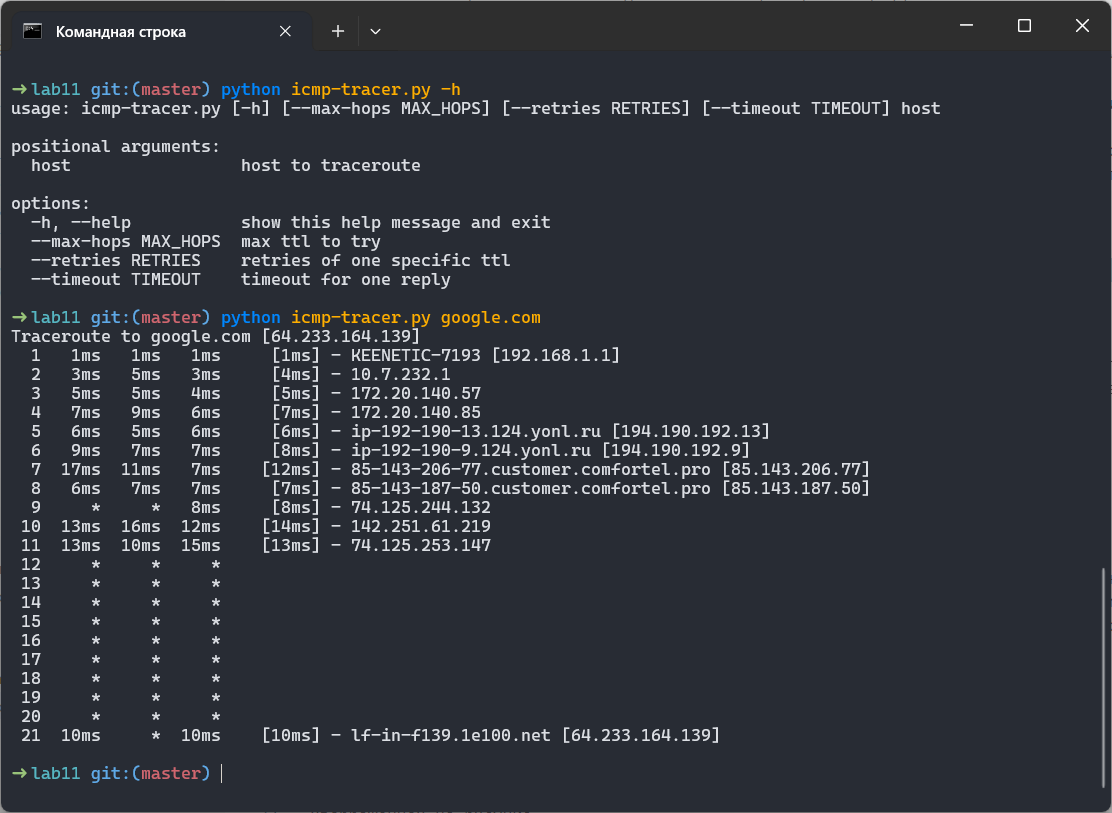 Командная строка
→ lab11 git:(master) python icmp-tracer.py -h
usage: icmp-tracer.py [-h] [--max-hops MAX_HOPS] [--retries RETRIES] [--timeout TIMEOUT] host
positional arguments:
  host                 host to traceroute
options:
  -h, --help           show this help message and exit
  --max-hops MAX_HOPS  max ttl to try
  --retries RETRIES    retries of one specific ttl
  --timeout TIMEOUT    timeout for one reply
→ lab11 git:(master) python icmp-tracer.py google.com
Traceroute to google.com [64.233.164.139]
  1   1ms   1ms   1ms     [1ms] - KEENETIC-7193 [192.168.1.1]
  2   3ms   5ms   3ms     [4ms] - 10.7.232.1
  3   5ms   5ms   4ms     [5ms] - 172.20.140.57
  4   7ms   9ms   6ms     [7ms] - 172.20.140.85
  5   6ms   5ms   6ms     [6ms] - ip-192-190-13.124.yonl.ru [194.190.192.13]
  6   9ms   7ms   7ms     [8ms] - ip-192-190-9.124.yonl.ru [194.190.192.9]
  7  17ms  11ms   7ms    [12ms] - 85-143-206-77.customer.comfortel.pro [85.143.206.77]
  8   6ms   7ms   7ms     [7ms] - 85-143-187-50.customer.comfortel.pro [85.143.187.50]
  9     *     *   8ms     [8ms] - 74.125.244.132
 10  13ms  16ms  12ms    [14ms] - 142.251.61.219
 11  13ms  10ms  15ms    [13ms] - 74.125.253.147
 12     *     *     *
 13     *     *     *
 14     *     *     *
 15     *     *     *
 16     *     *     *
 17     *     *     *
 18     *     *     *
 19     *     *     *
 20     *     *     *
 21  10ms     *  10ms    [10ms] - lf-in-f139.1e100.net [64.233.164.139]
→ lab11 git:(master)